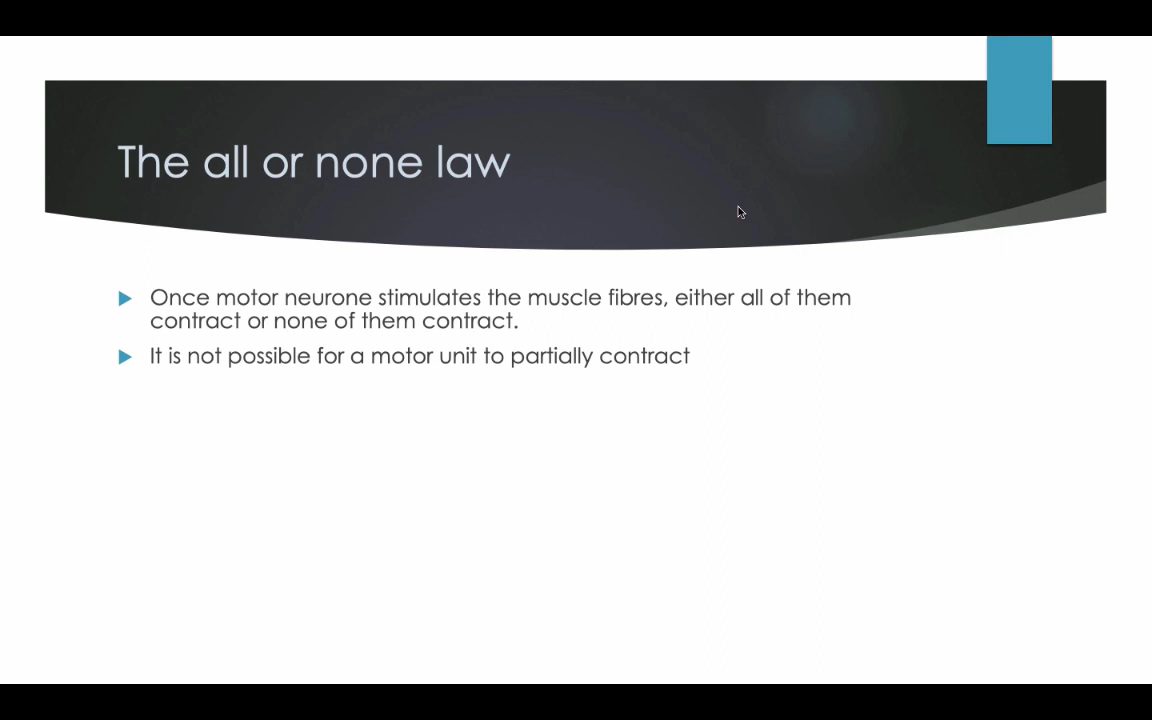 The all or none law
Once motor neurone stimulates the muscle fibres, either all of them
contract or none of them contract.
It is not possible for a motor unit to partially contract